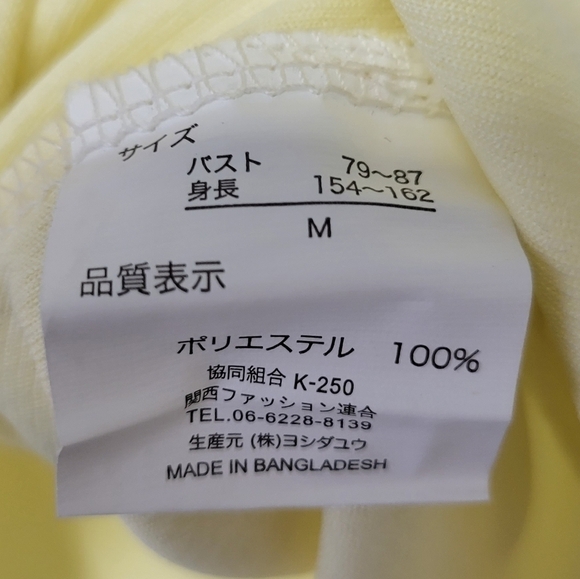 サイズ
バスト 79~87
身長 154~162
M
品質表示
ポリエステル 100%
協同組合 K-250
関西ファッション連合
TEL.06-6228-8139
生産元 (株)ヨシダユウ
MADE IN BANGLADESH